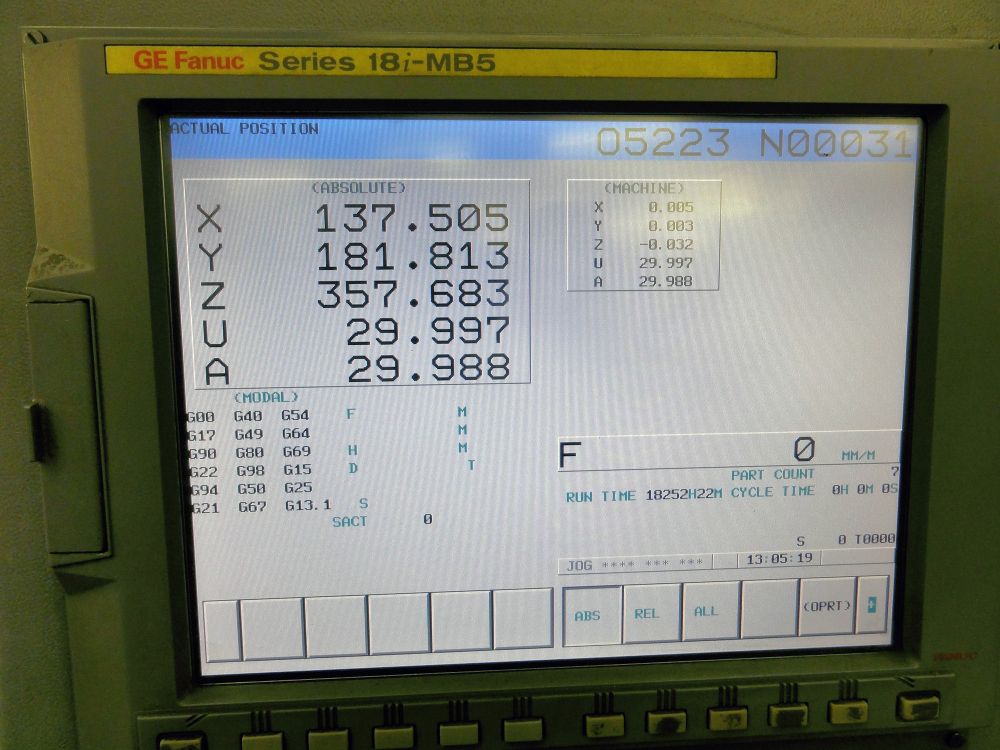 GE Fanuc Series 18i-MB5
ACTUAL POSITION O5223 N00031
(ABSOLUTE)
X 137.505
Y 181.813
Z 357.683
U 29.997
A 29.988
(MACHINE)
X 0.005
Y 0.003
Z -0.032
U 29.997
A 29.988
(MODAL)
G00 G40 G54 F M
G17 G49 G64 M
G90 G80 G69 H M
G22 G98 G15 D T
G94 G50 G25
G21 G67 G13.1 S
SACT 0
F 0 MM/M
PART COUNT 7
RUN TIME 18252H22M CYCLE TIME 0H 0M 0S
S 0 T0000
JOG **** *** *** 13:05:19
ABS REL ALL (OPRT) +
FANUC